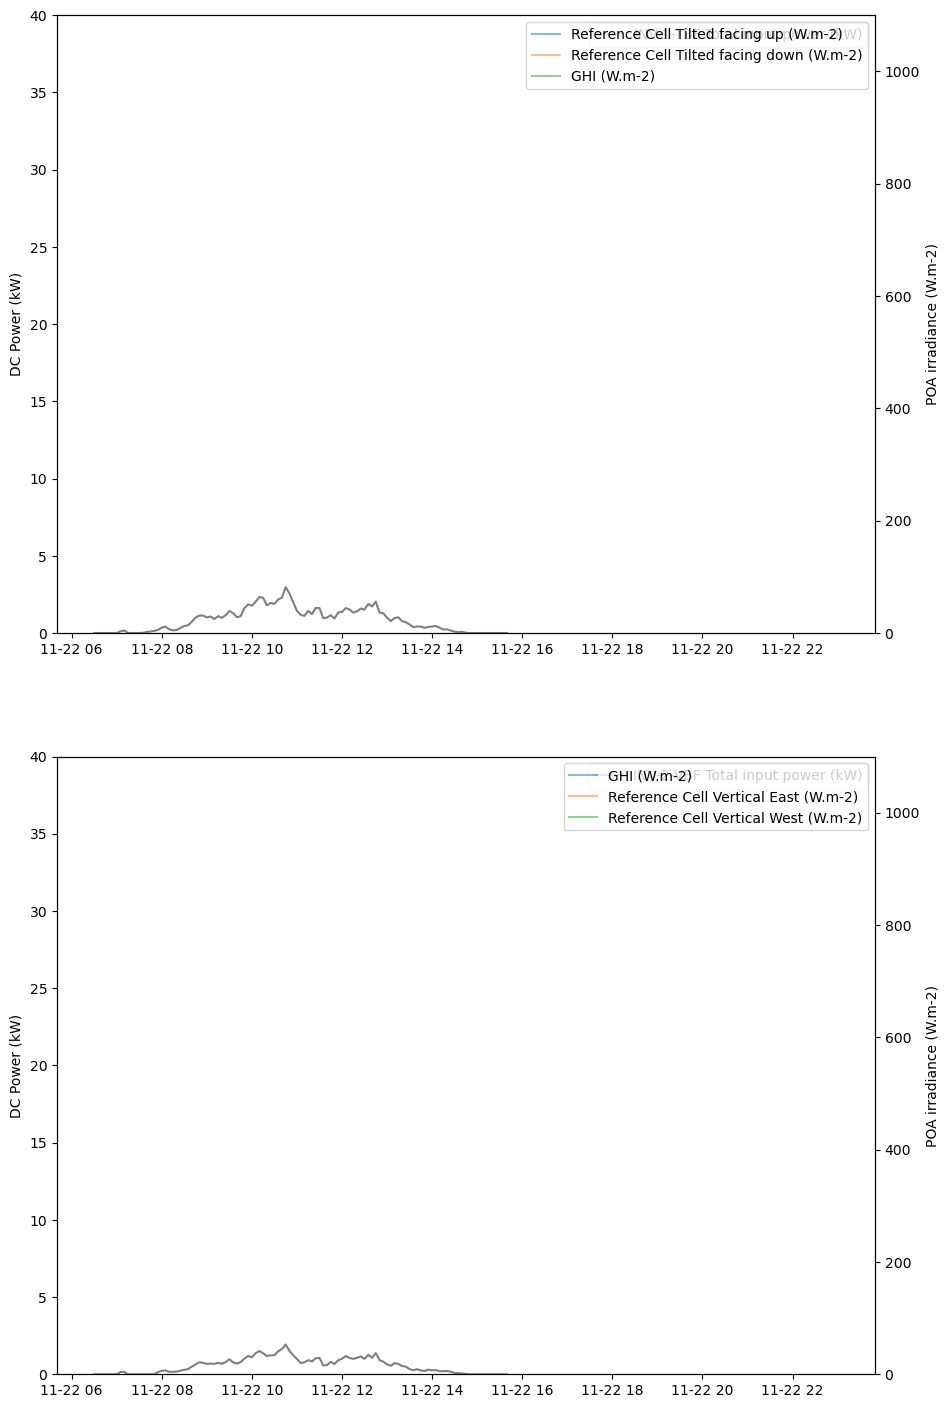 40
35
30
25
20
15
10
5
0
DC Power (kW)
Reference Cell Tilted facing up (W.m-2)
Reference Cell Tilted facing down (W.m-2)
GHI (W.m-2)
Total input power (kW)
1000
800
600
400
200
0
POA irradiance (W.m-2)
11-22 06 11-22 08 11-22 10 11-22 12 11-22 14 11-22 16 11-22 18 11-22 20 11-22 22
40
35
30
25
20
15
10
5
0
DC Power (kW)
GHI (W.m-2)
Total input power (kW)
Reference Cell Vertical East (W.m-2)
Reference Cell Vertical West (W.m-2)
1000
800
600
400
200
0
POA irradiance (W.m-2)
11-22 06 11-22 08 11-22 10 11-22 12 11-22 14 11-22 16 11-22 18 11-22 20 11-22 22